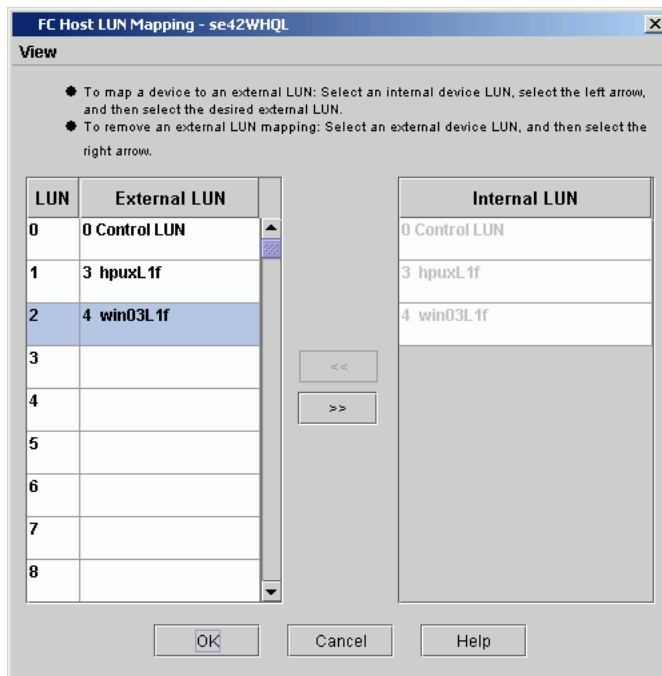 FC Host LUN Mapping - se42WHQL
View
To map a device to an external LUN: Select an internal device LUN, select the left arrow,
and then select the desired external LUN.
To remove an external LUN mapping: Select an external device LUN, and then select the
right arrow.
LUN External LUN Internal LUN
0 0 Control LUN 0 Control LUN
1 3 hpuxL1f 3 hpuxL1f
2 4 win03L1f 4 win03L1f
3
<<
4
>>
5
6
7
8
OK Cancel Help